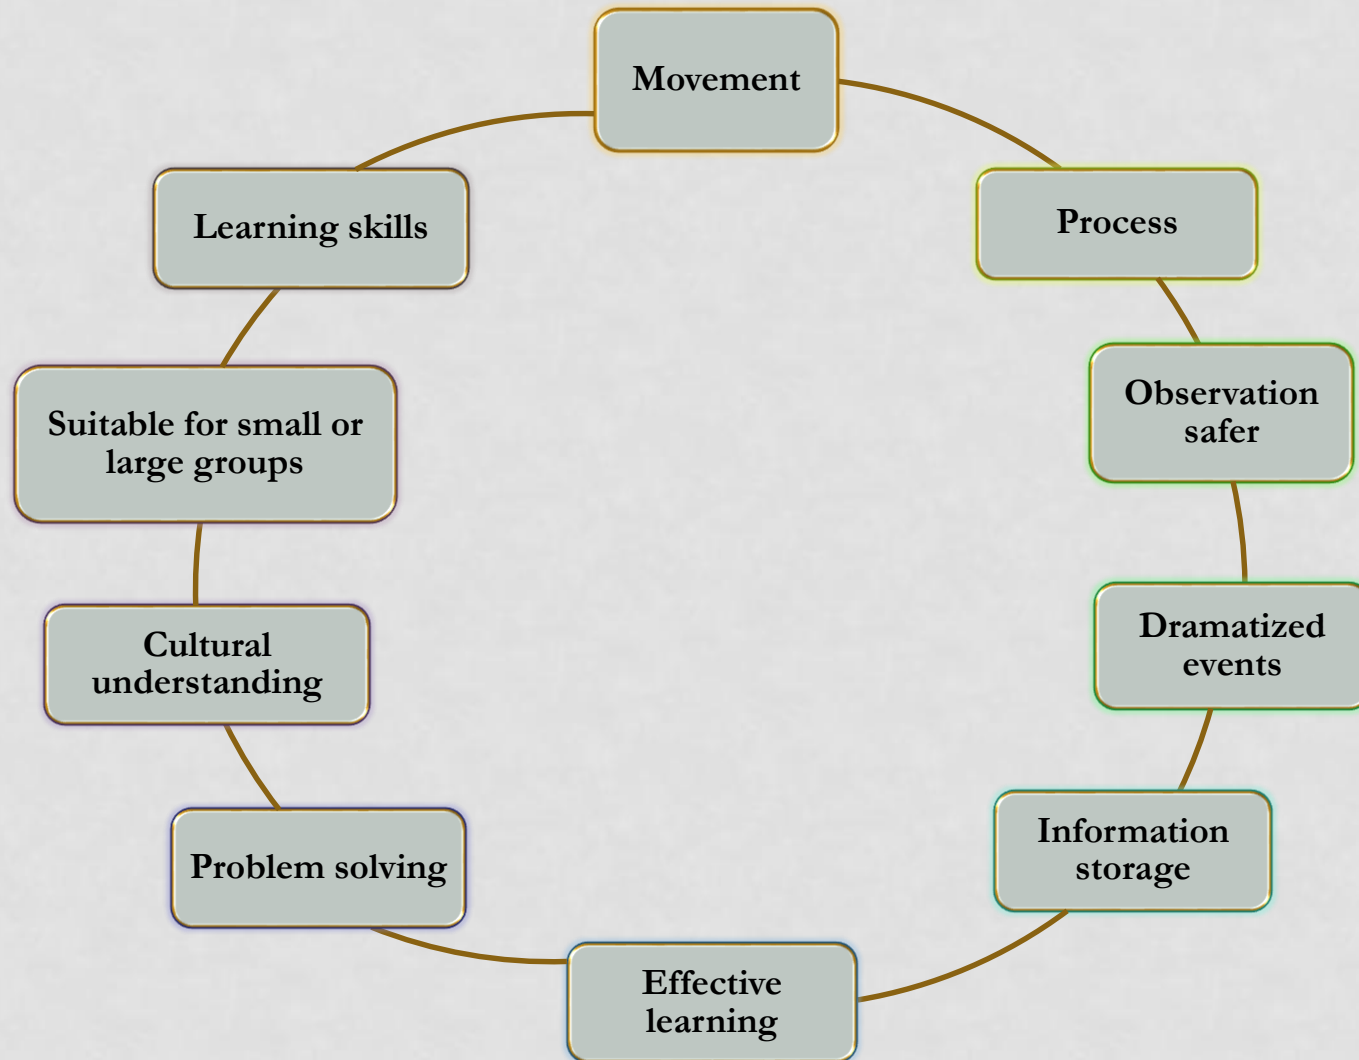 Movement
Process
Observation
safer
Dramatized
events
Information
storage
Effective
learning
Problem solving
Cultural
understanding
Suitable for small or
large groups
Learning skills